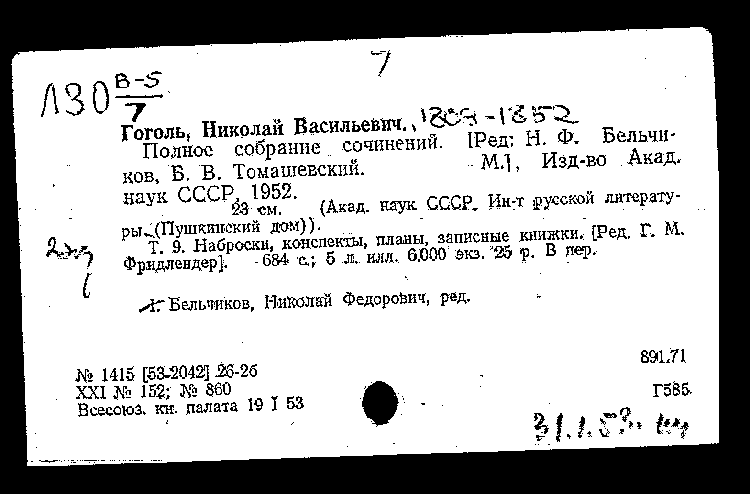 7
Л30 В-5
7
Гоголь, Николай Васильевич., 1809-1852
Полное собрание сочинений. [Ред: Н. Ф. Бельчи-
ков, Б. В. Томашевский. М.], Изд-во Акад.
наук СССР, 1952.
23 см. (Акад. наук СССР. Ин-т русской литерату-
ры (Пушкинский дом)).
Т. 9. Наброски, конспекты, планы, записные книжки. [Ред. Г. М.
Фридлендер]. 684 с.; 5 л. илл. 6.000 экз. 25 р. В пер.
1. Бельчиков, Николай Федорович, ред.
№ 1415 [53-2042] 26-26
891.71
XXI № 152; № 860
Г585
Всесоюз. кн. палата 19 I 53
31.1.53.